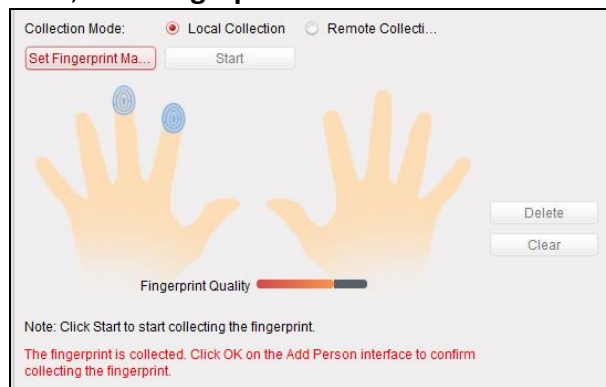 Collection Mode: Local Collection Remote Collecti...
Set Fingerprint Ma... Start
Delete
Clear
Fingerprint Quality
Note: Click Start to start collecting the fingerprint.
The fingerprint is collected. Click OK on the Add Person interface to confirm
collecting the fingerprint.